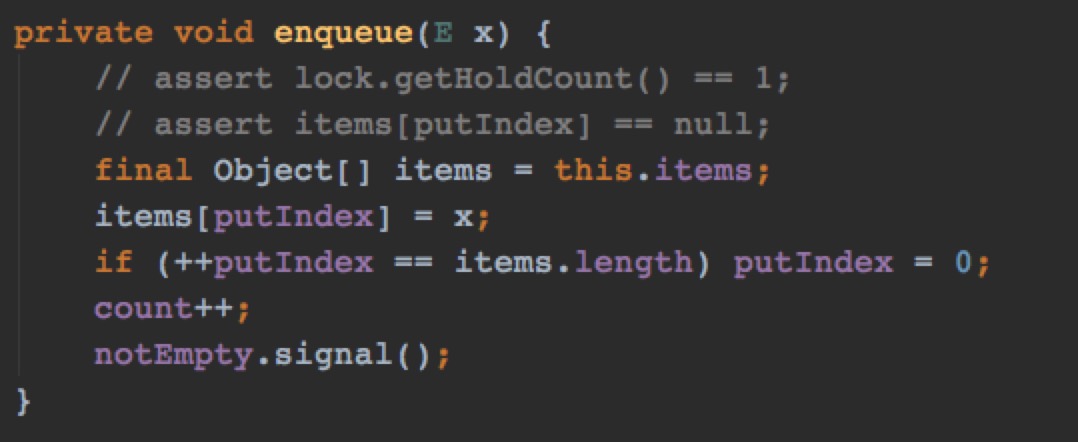 private void enqueue(E x) {
    // assert lock.getHoldCount() == 1;
    // assert items[putIndex] == null;
    final Object[] items = this.items;
    items[putIndex] = x;
    if (++putIndex == items.length) putIndex = 0;
    count++;
    notEmpty.signal();
}